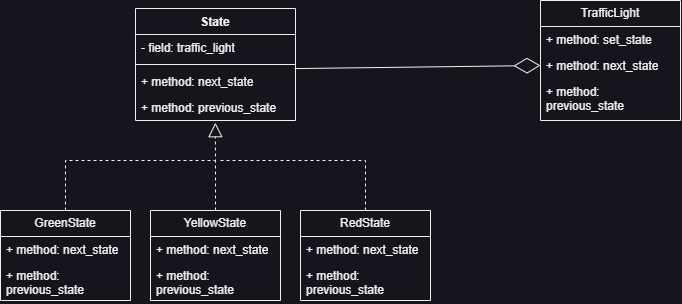 State
- field: traffic_light
+ method: next_state
+ method: previous_state
TrafficLight
+ method: set_state
+ method: next_state
+ method:
previous_state
GreenState
+ method: next_state
+ method:
previous_state
YellowState
+ method: next_state
+ method:
previous_state
RedState
+ method: next_state
+ method:
previous_state